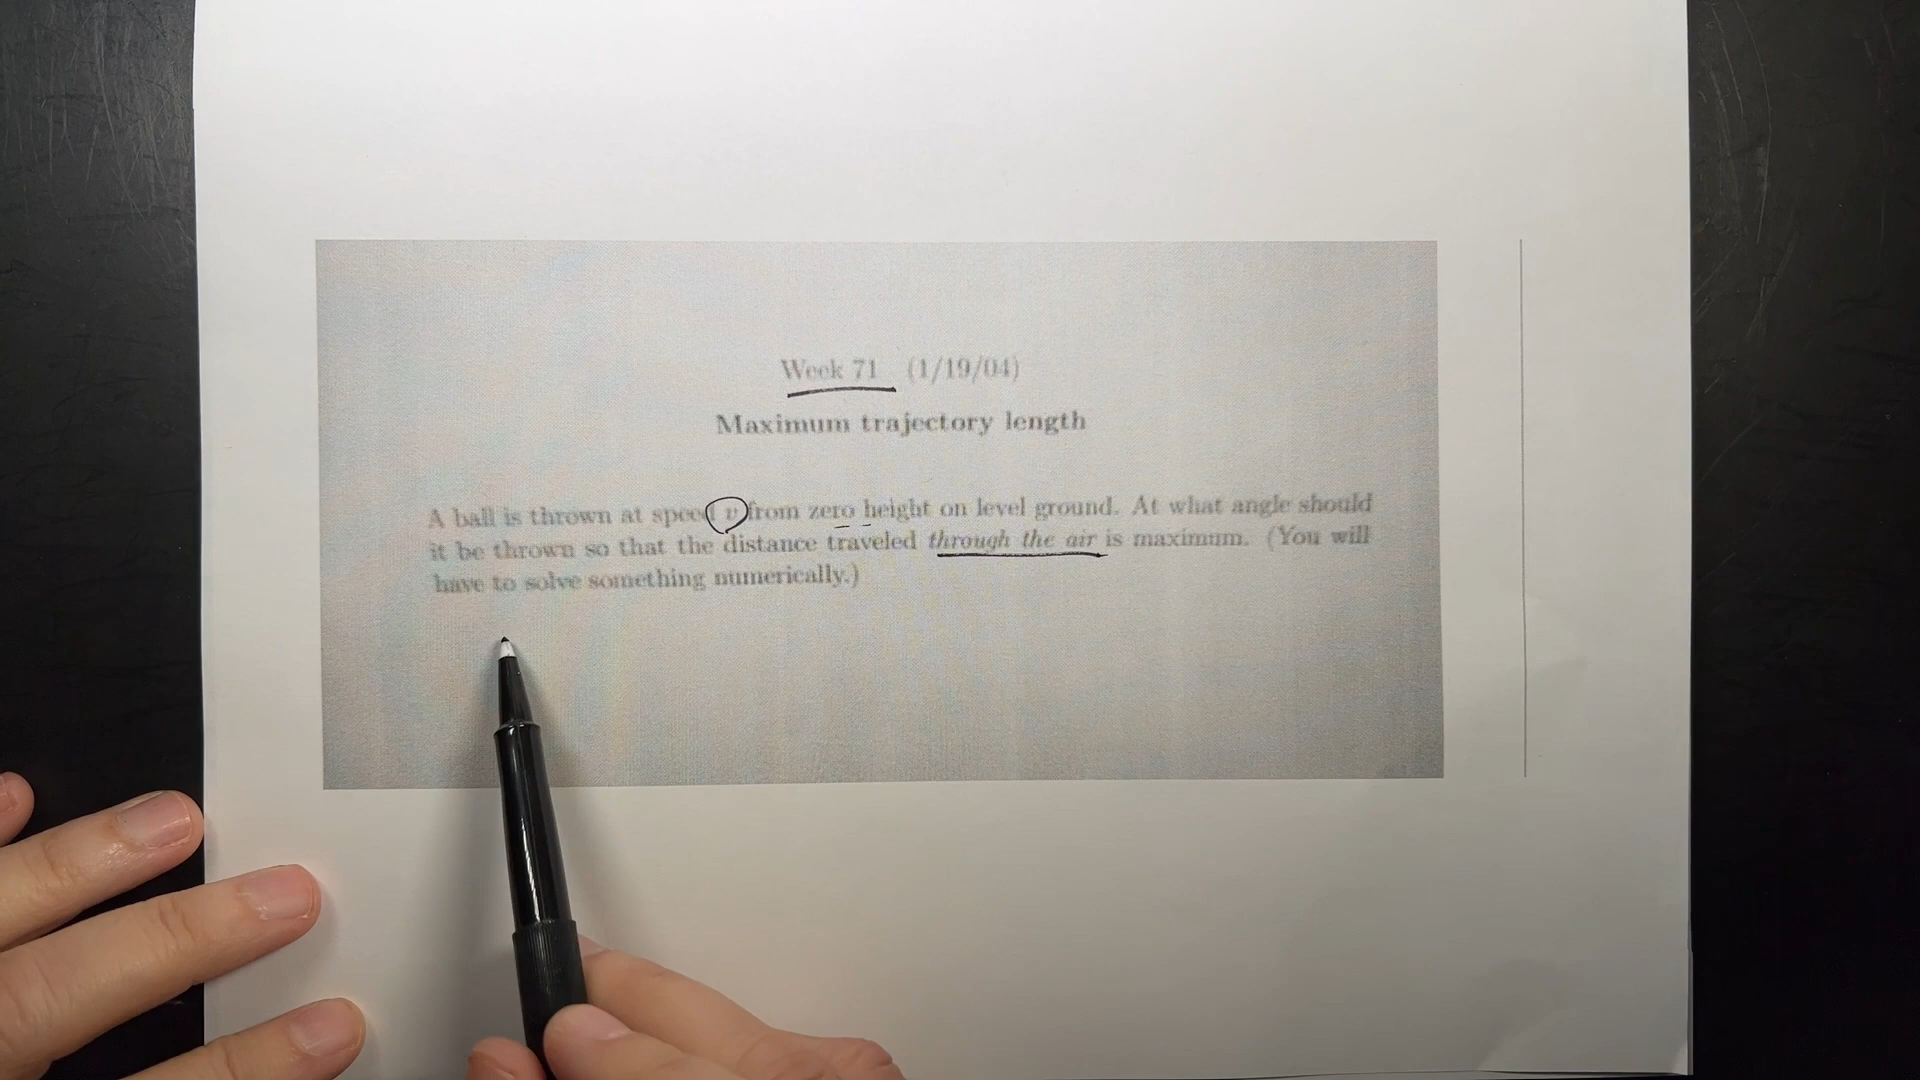 Week 71 (1/19/04)
Maximum trajectory length
A ball is thrown at speed v from zero height on level ground. At what angle should
it be thrown so that the distance traveled through the air is maximum. (You will
have to solve something numerically.)